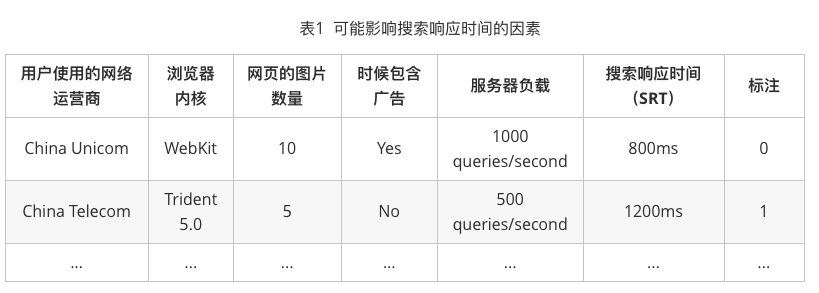 表1 可能影响搜索响应时间的因素
用户使用的网络
运营商
浏览器
内核
网页的图片
数量
时候包含
广告
服务器负载
搜索响应时间
（SRT）
标注
China Unicom
WebKit
10
Yes
1000
queries/second
800ms
0
China Telecom
Trident
5.0
5
No
500
queries/second
1200ms
1
...
...
...
...
...
...
...